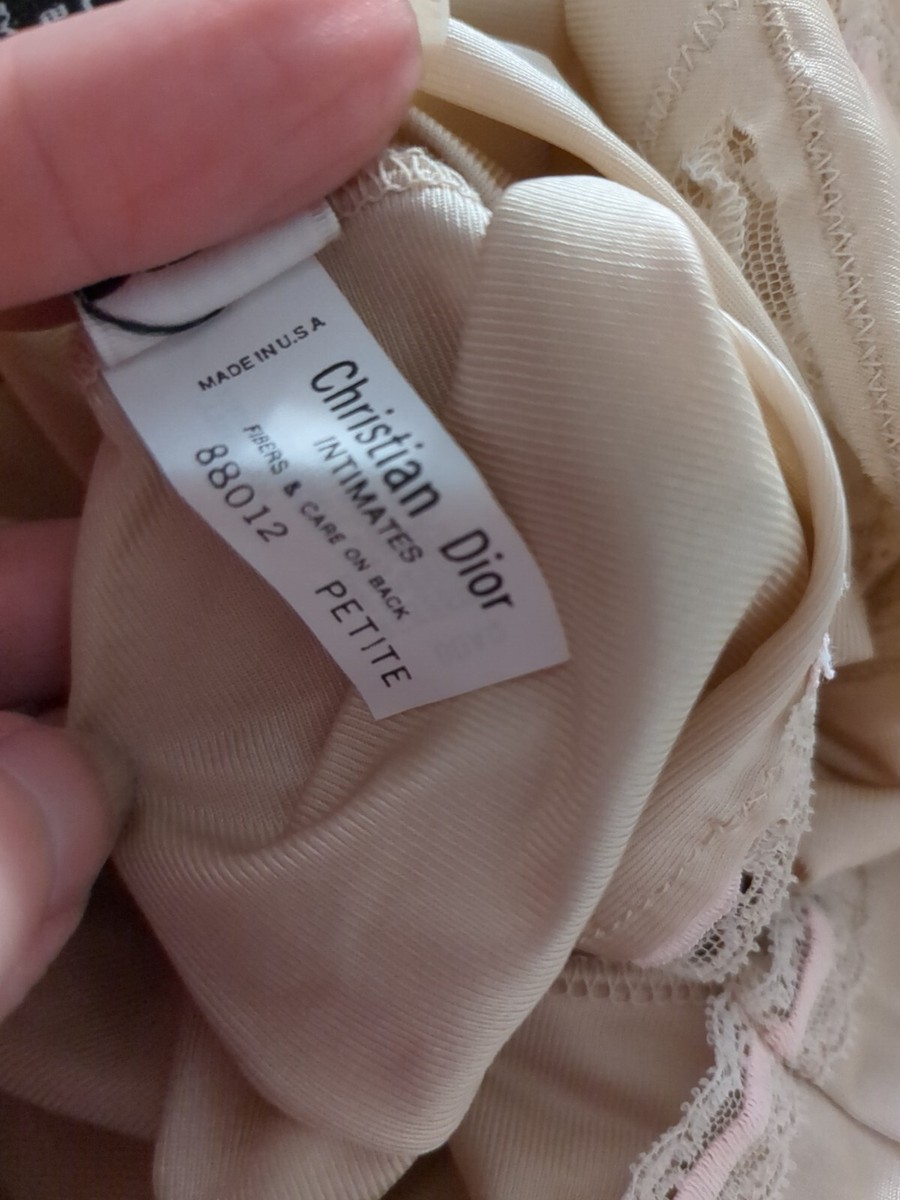 MADE IN U.S.A
Christian Dior
INTIMATES
FIBERS & CARE ON BACK
88012 PETITE